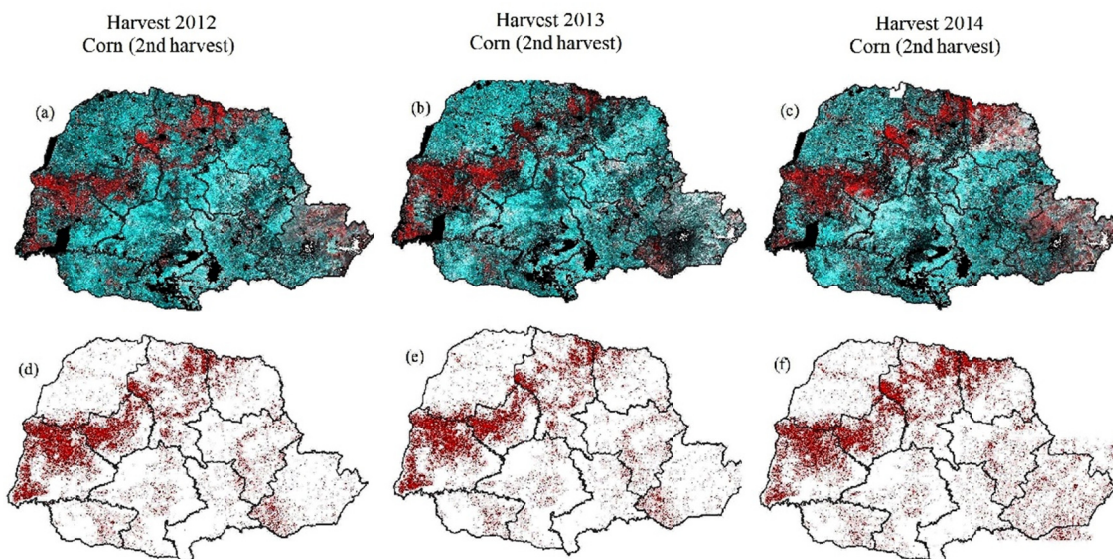 Harvest 2012
Corn (2nd harvest)
Harvest 2013
Corn (2nd harvest)
Harvest 2014
Corn (2nd harvest)
(a)
(b)
(c)
(d)
(e)
(f)